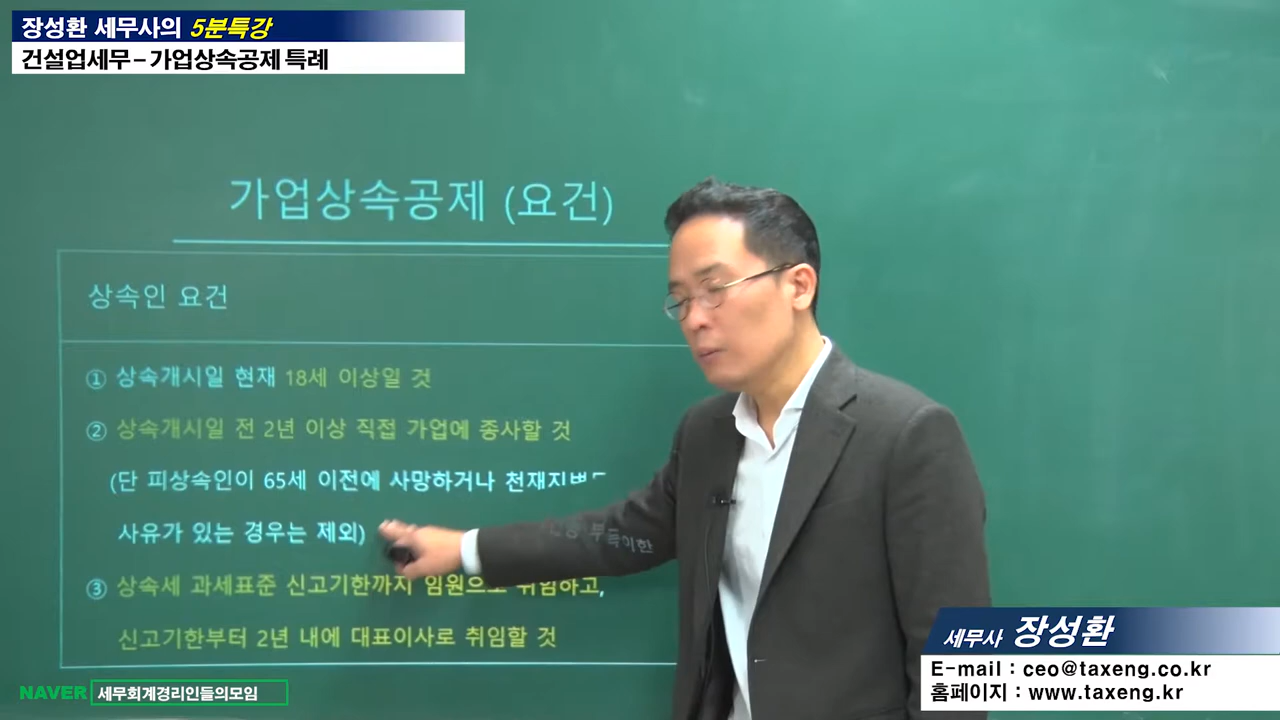 장성환 세무사의 5분특강
건설업세무 – 가업상속공제 특례
가업상속공제 (요건)
상속인 요건
① 상속개시일 현재 18세 이상일 것
② 상속개시일 전 2년 이상 직접 가업에 종사할 것
(단 피상속인이 65세 이전에 사망하거나 천재지변
부득이한
사유가 있는 경우는 제외)
③ 상속세 과세표준 신고기한까지 임원으로 취임하고,
신고기한부터 2년 내에 대표이사로 취임할 것
세무사 장성환
E-mail : ceo@taxeng.co.kr
홈페이지 : www.taxeng.kr
NAVER 세무회계경리인들의모임